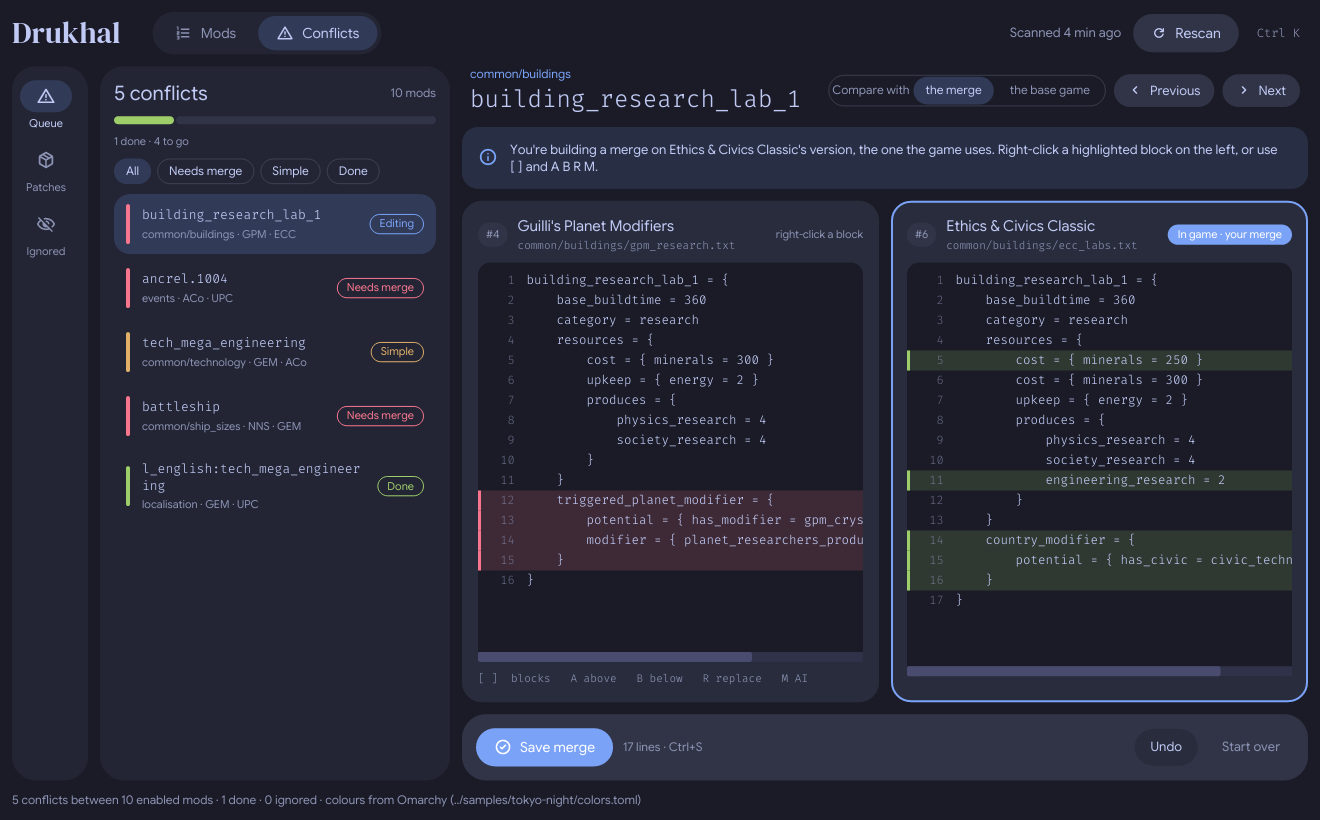 Drukhal
Mods
Conflicts
Scanned 4 min ago
Rescan
Ctrl K
Queue
Patches
Ignored
5 conflicts
10 mods
1 done · 4 to go
All
Needs merge
Simple
Done
building_research_lab_1
common/buildings · GPM · ECC
Editing
ancrel.1004
events · ACo · UPC
Needs merge
tech_mega_engineering
common/technology · GEM · ACo
Simple
battleship
common/ship_sizes · NNS · GEM
Needs merge
l_english:tech_mega_engineer
ing
localisation · GEM · UPC
Done
common/buildings
building_research_lab_1
Compare with
the merge
the base game
Previous
Next
You're building a merge on Ethics & Civics Classic's version, the one the game uses. Right-click a highlighted block on the left, or use
[ ] and A B R M.
#4
Guilli's Planet Modifiers
common/buildings/gpm_research.txt
right-click a block
1 building_research_lab_1 = {
2 base_buildtime = 360
3 category = research
4 resources = {
5 cost = { minerals = 300 }
6 upkeep = { energy = 2 }
7 produces = {
8 physics_research = 4
9 society_research = 4
10 }
11 }
12 triggered_planet_modifier = {
13 potential = { has_modifier = gpm_crys
14 modifier = { planet_researchers_produ
15 }
16 }
[ ] blocks A above B below R replace M AI
#6
Ethics & Civics Classic
common/buildings/ecc_labs.txt
In game · your merge
1 building_research_lab_1 = {
2 base_buildtime = 360
3 category = research
4 resources = {
5 cost = { minerals = 250 }
6 cost = { minerals = 300 }
7 upkeep = { energy = 2 }
8 produces = {
9 physics_research = 4
10 society_research = 4
11 engineering_research = 2
12 }
13 }
14 country_modifier = {
15 potential = { has_civic = civic_techn
16 }
17 }
Save merge
17 lines · Ctrl+S
Undo
Start over
5 conflicts between 10 enabled mods · 1 done · 0 ignored · colours from Omarchy (../samples/tokyo-night/colors.toml)